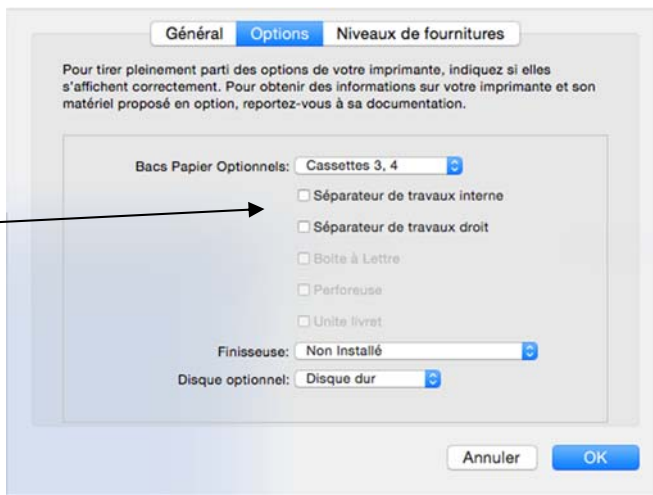 Général Options Niveaux de fournitures
Pour tirer pleinement parti des options de votre imprimante, indiquez si elles
s'affichent correctement. Pour obtenir des informations sur votre imprimante et son
matériel proposé en option, reportez-vous à sa documentation.
Bacs Papier Optionnels: Cassettes 3, 4
Séparateur de travaux interne
Séparateur de travaux droit
Boite à Lettre
Perforeuse
Unite livret
Finisseuse: Non Installé
Disque optionnel: Disque dur
Annuler OK